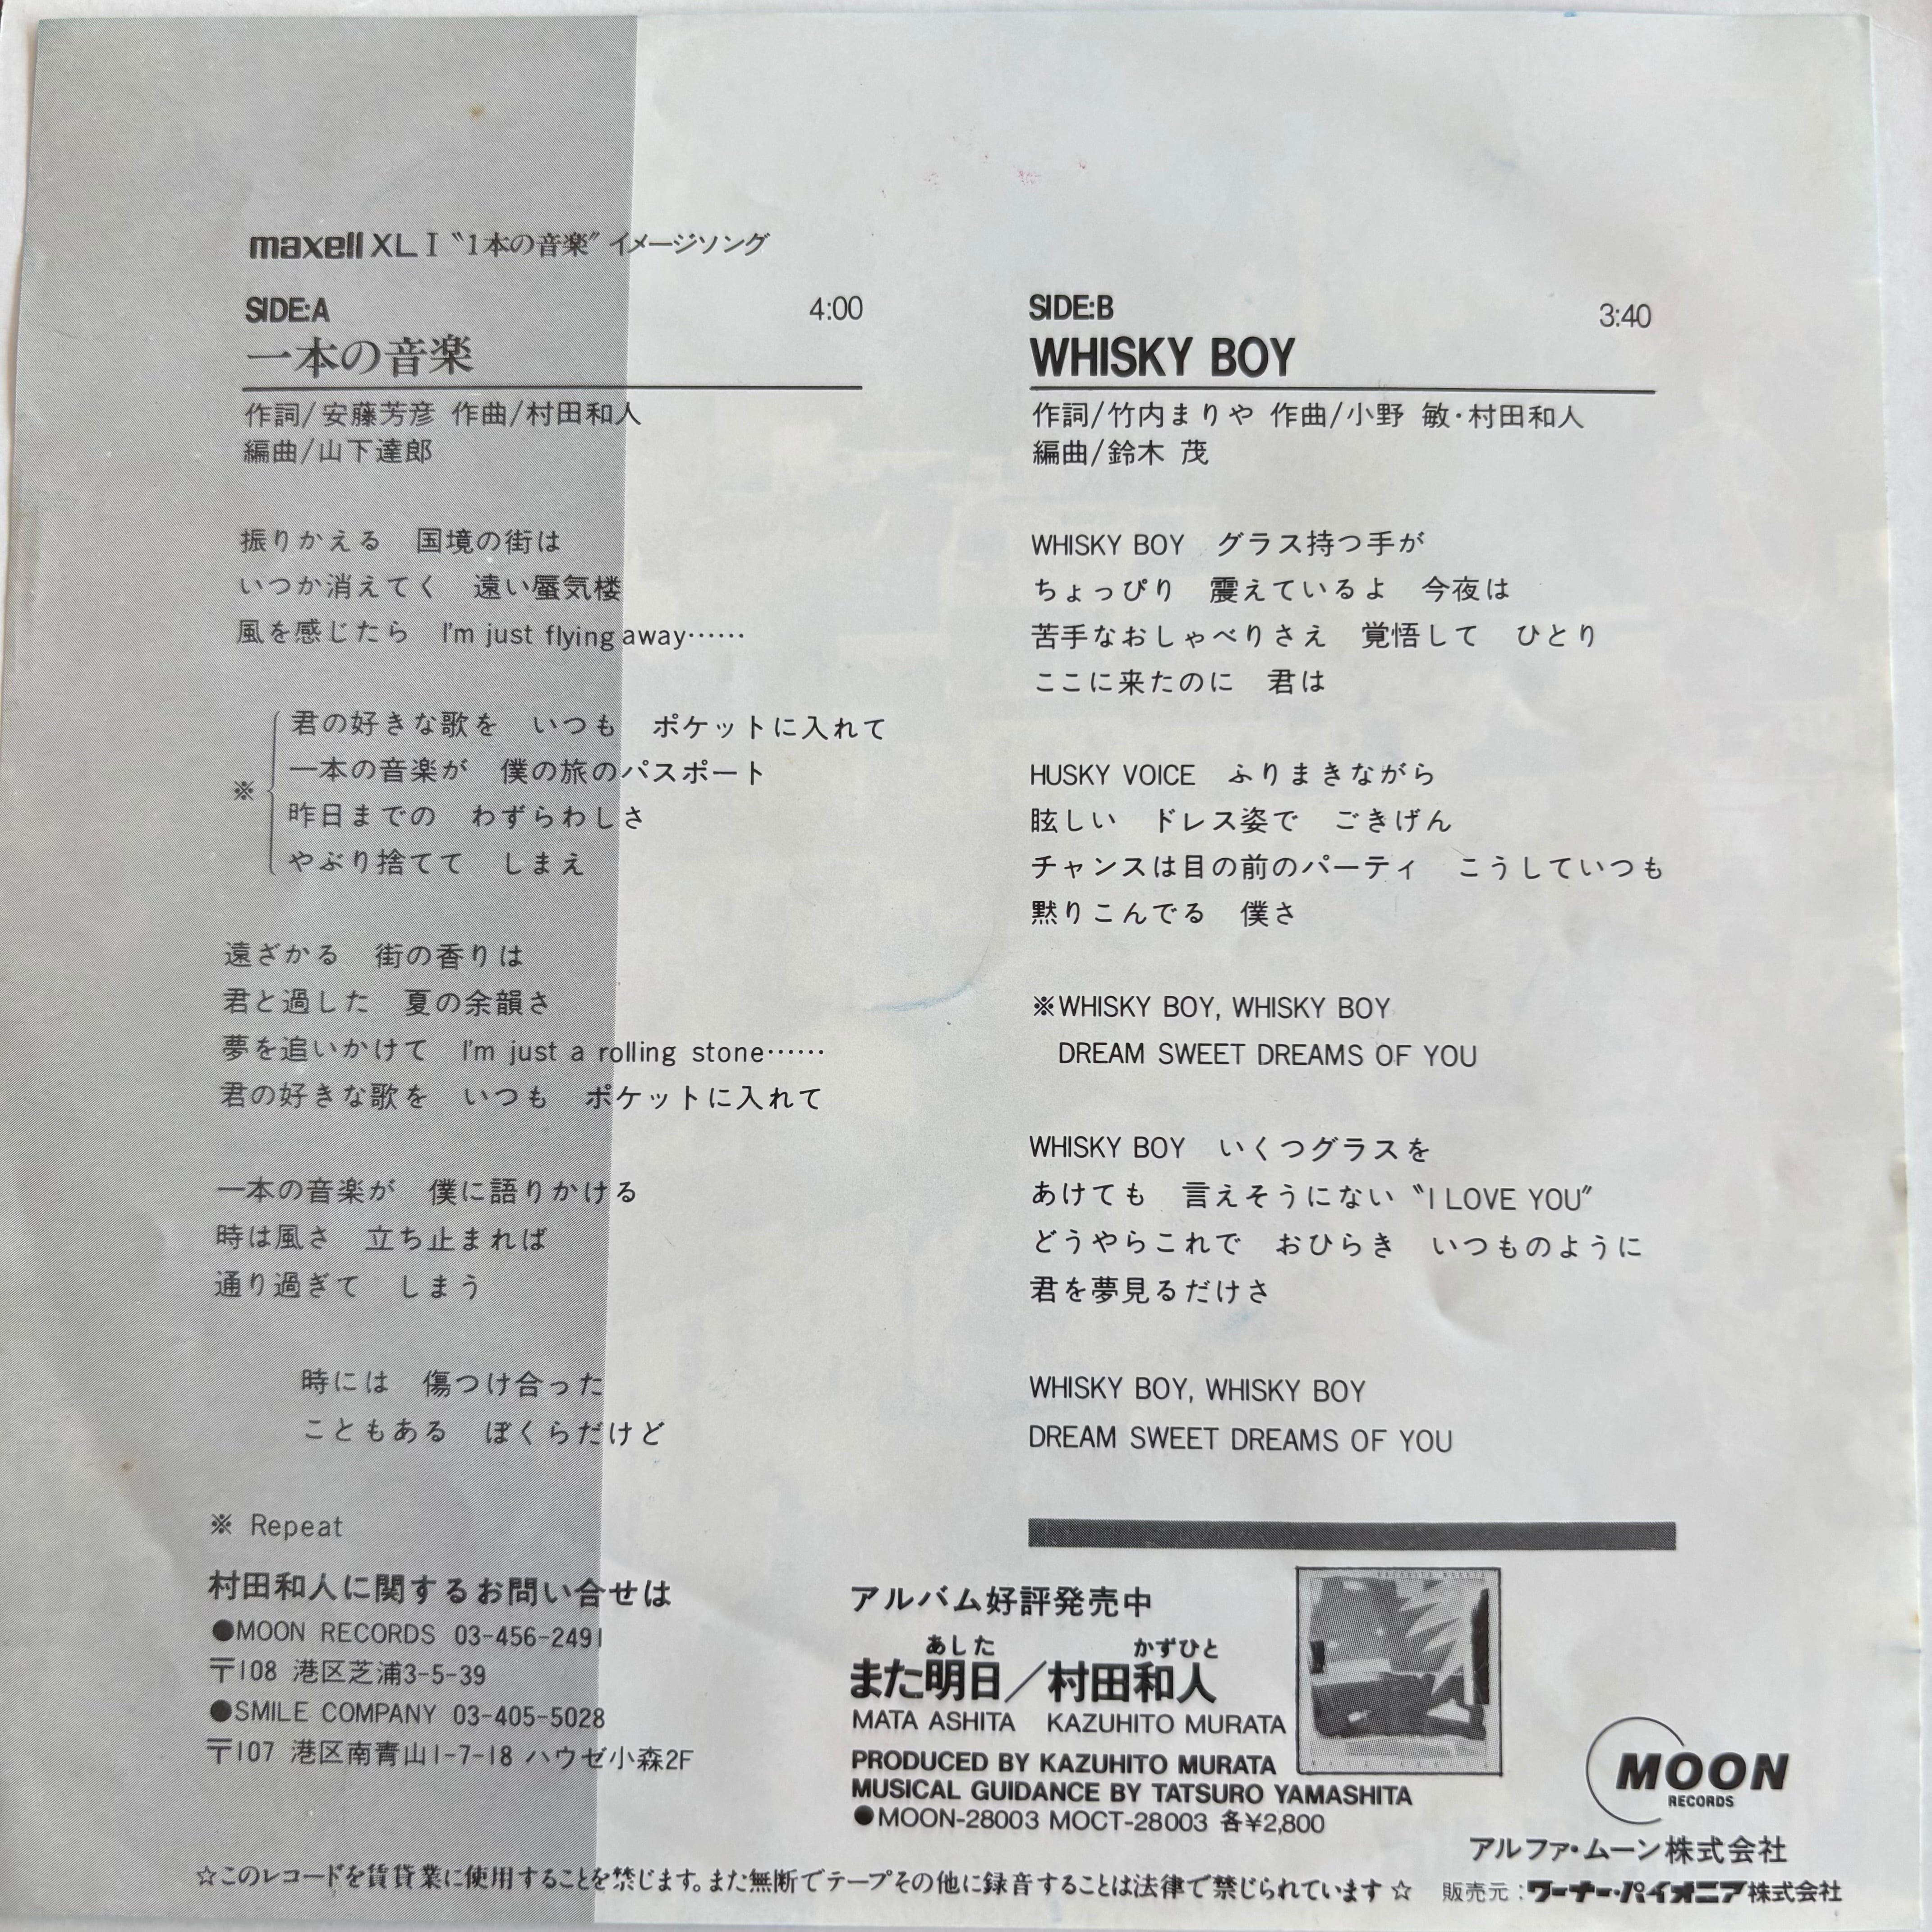 maxell XL I〝1本の音楽〟イメージソング
SIDE:A 4:00
一本の音楽
作詞/安藤芳彦 作曲/村田和人
編曲/山下達郎
振りかえる　国境の街は
いつか消えてく　遠い蜃気楼
風を感じたら　I'm just flying away……
※
君の好きな歌を　いつも　ポケットに入れて
一本の音楽が　僕の旅のパスポート
昨日までの　わずらわしさ
やぶり捨てて　しまえ
遠ざかる　街の香りは
君と過した　夏の余韻さ
夢を追いかけて　I'm just a rolling stone……
君の好きな歌を　いつも　ポケットに入れて
一本の音楽が　僕に語りかける
時は風さ　立ち止まれば
通り過ぎて　しまう
時には　傷つけ合った
こともある　ぼくらだけど
※ Repeat
SIDE:B 3:40
WHISKY BOY
作詞/竹内まりや 作曲/小野 敏・村田和人
編曲/鈴木 茂
WHISKY BOY　グラス持つ手が
ちょっぴり　震えているよ　今夜は
苦手なおしゃべりさえ　覚悟して　ひとり
ここに来たのに　君は
HUSKY VOICE　ふりまきながら
眩しい　ドレス姿で　ごきげん
チャンスは目の前のパーティ　こうしていつも
黙りこんでる　僕さ
※WHISKY BOY, WHISKY BOY
DREAM SWEET DREAMS OF YOU
WHISKY BOY　いくつグラスを
あけても　言えそうにない〝I LOVE YOU〟
どうやらこれで　おひらき　いつものように
君を夢見るだけさ
WHISKY BOY, WHISKY BOY
DREAM SWEET DREAMS OF YOU
村田和人に関するお問い合せは
●MOON RECORDS 03-456-2491
〒108 港区芝浦3-5-39
●SMILE COMPANY 03-405-5028
〒107 港区南青山1-7-18 ハウゼ小森2F
アルバム好評発売中
あした かずひと
また明日／村田和人
MATA ASHITA KAZUHITO MURATA
PRODUCED BY KAZUHITO MURATA
MUSICAL GUIDANCE BY TATSURO YAMASHITA
●MOON-28003 MOCT-28003 各¥2,800
MOON
RECORDS
アルファ・ムーン株式会社
☆このレコードを賃貸業に使用することを禁じます。また無断でテープその他に録音することは法律で禁じられています☆
販売元:ワーナー・パイオニア株式会社